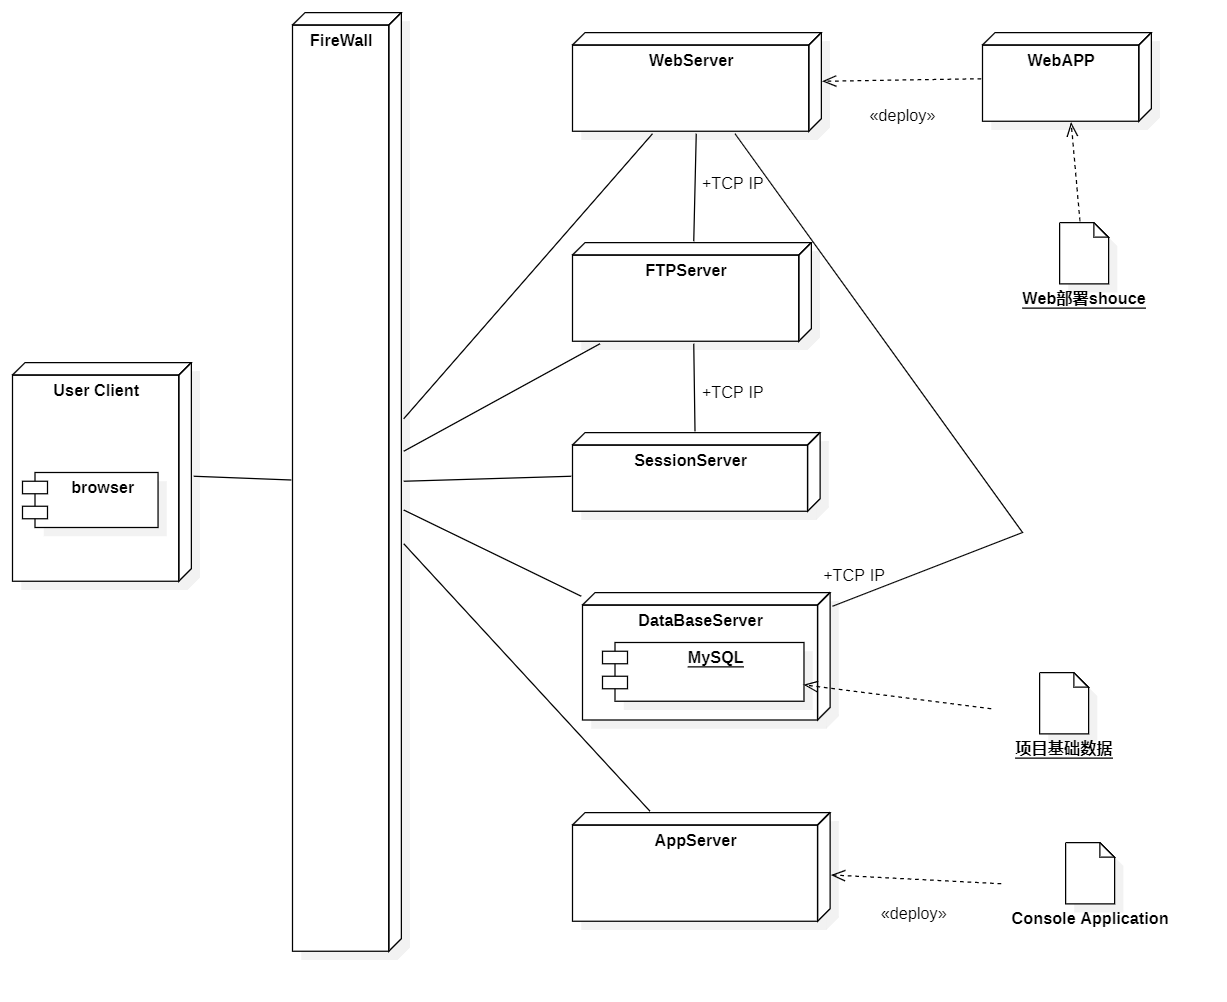 FireWall
WebServer
WebAPP
«deploy»
+TCP IP
FTPServer
Web部署shouce
User Client
browser
+TCP IP
SessionServer
+TCP IP
DataBaseServer
MySQL
项目基础数据
AppServer
«deploy»
Console Application